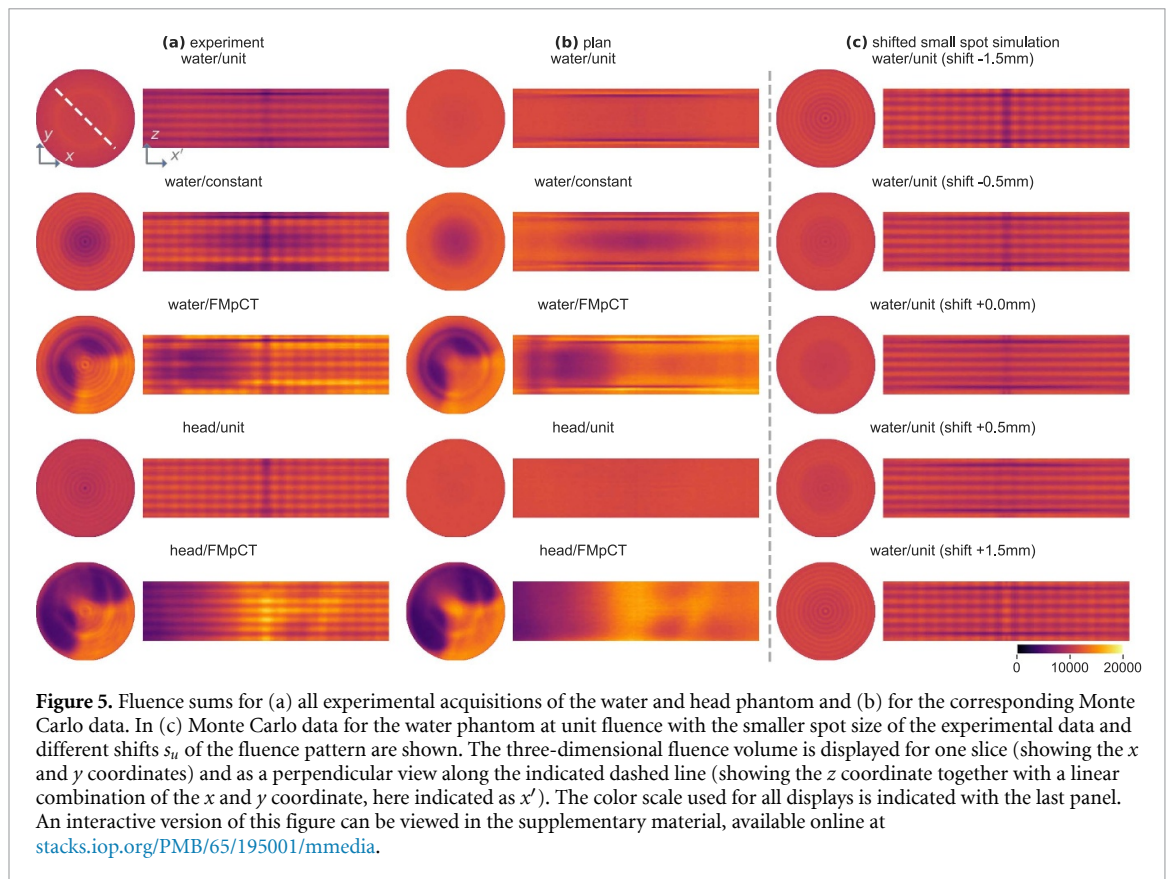 (a) experiment
water/unit
(b) plan
water/unit
(c) shifted small spot simulation
water/unit (shift -1.5mm)
y
x
z
x′
water/constant
water/constant
water/unit (shift -0.5mm)
water/FMpCT
water/FMpCT
water/unit (shift +0.0mm)
head/unit
head/unit
water/unit (shift +0.5mm)
head/FMpCT
head/FMpCT
water/unit (shift +1.5mm)
0 10000 20000
Figure 5. Fluence sums for (a) all experimental acquisitions of the water and head phantom and (b) for the corresponding Monte
Carlo data. In (c) Monte Carlo data for the water phantom at unit fluence with the smaller spot size of the experimental data and
different shifts su of the fluence pattern are shown. The three-dimensional fluence volume is displayed for one slice (showing the x
and y coordinates) and as a perpendicular view along the indicated dashed line (showing the z coordinate together with a linear
combination of the x and y coordinate, here indicated as x′). The color scale used for all displays is indicated with the last panel.
An interactive version of this figure can be viewed in the supplementary material, available online at
stacks.iop.org/PMB/65/195001/mmedia.